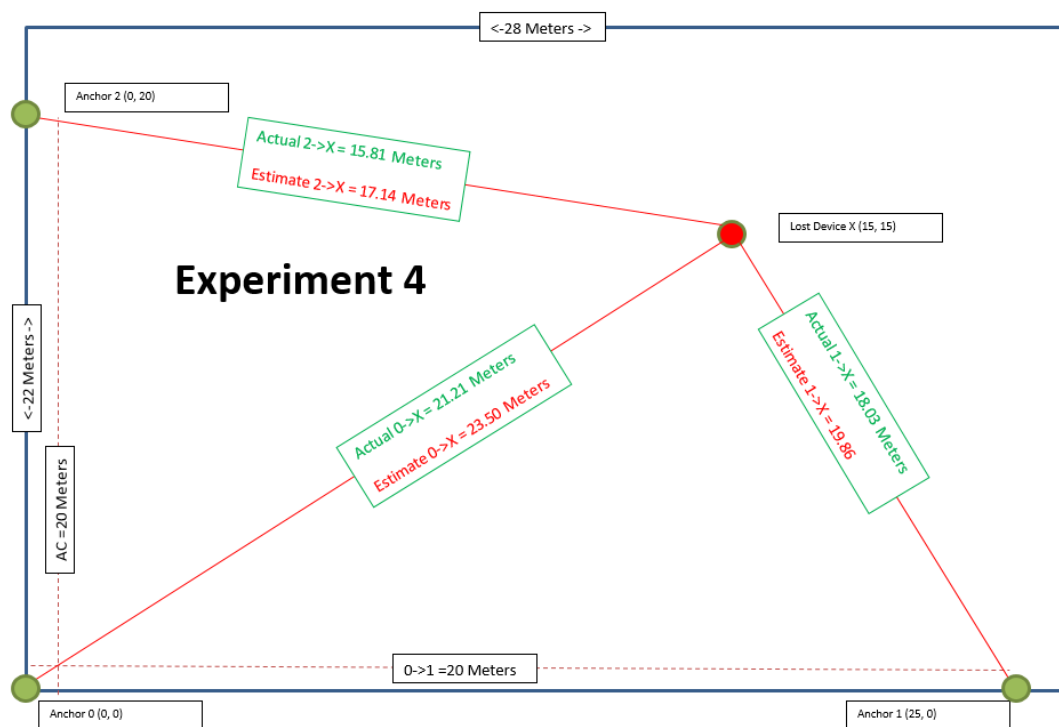 <-28 Meters ->
Anchor 2 (0, 20)
Actual 2->X = 15.81 Meters
Estimate 2->X = 17.14 Meters
Lost Device X (15, 15)
Experiment 4
<-22 Meters ->
Actual 1->X = 18.03 Meters
Estimate 1->X = 19.86
Actual 0->X = 21.21 Meters
Estimate 0->X = 23.50 Meters
AC =20 Meters
0->1 =20 Meters
Anchor 0 (0, 0)
Anchor 1 (25, 0)